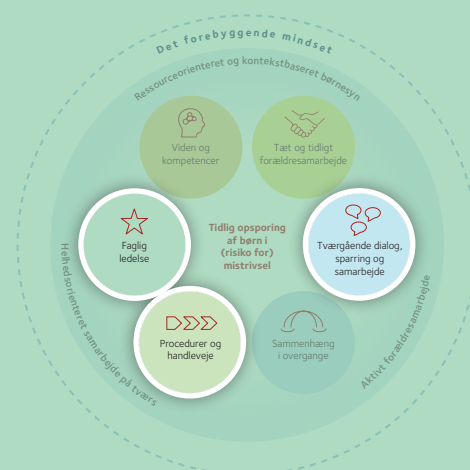 Det forebyggende mindset
Ressourceorienteret og kontekstbaseret børnesyn
Viden og
kompetencer
Tæt og tidligt
forældresamarbejde
Faglig
ledelse
Tidlig opsporing
af børn i
(risiko for)
mistrivsel
Tværgående dialog,
sparring og
samarbejde
Procedurer og
handleveje
Sammenhæng
i overgange
Helhedsorienteret samarbejde på tværs
Aktivt forældresamarbejde